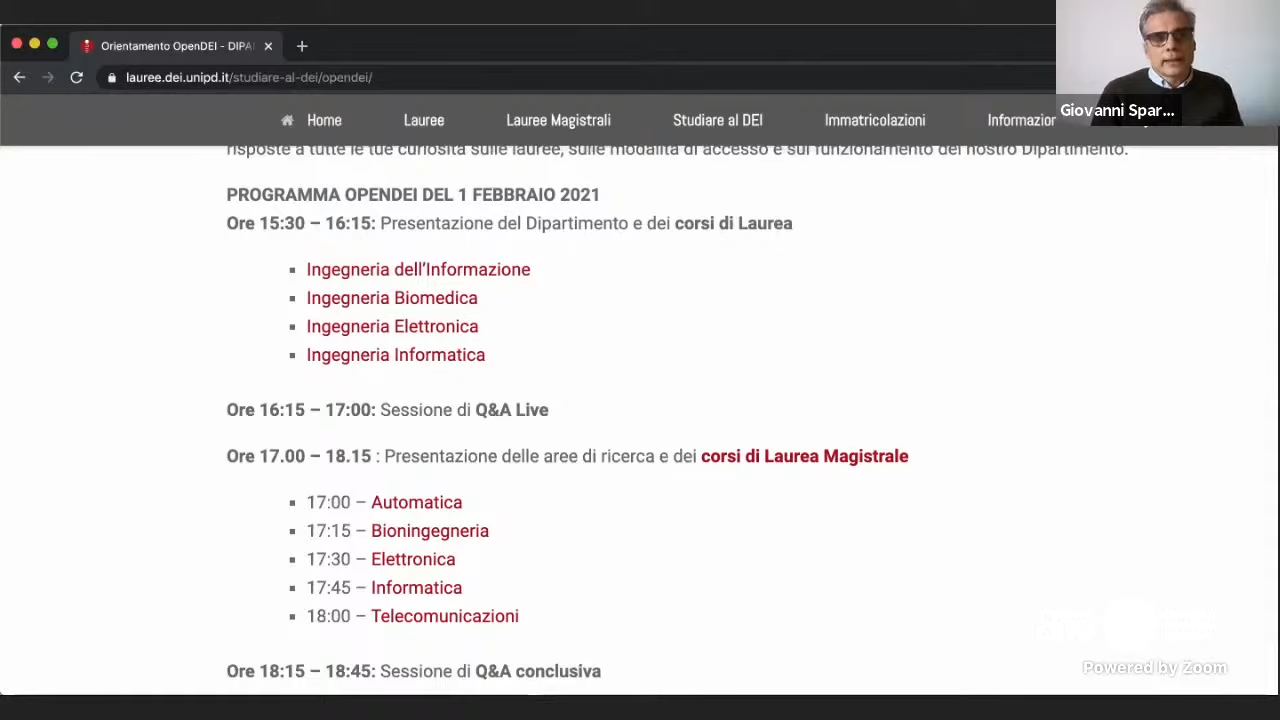 Orientamento OpenDEI - DIPA
lauree.dei.unipd.it/studiare-al-dei/opendei/
Giovanni Spar...
Home Lauree Lauree Magistrali Studiare al DEI Immatricolazioni Informazion
risposte a tutte le tue curiosità sulle lauree, sulle modalità di accesso e sul funzionamento del nostro Dipartimento.
PROGRAMMA OPENDEI DEL 1 FEBBRAIO 2021
Ore 15:30 – 16:15: Presentazione del Dipartimento e dei corsi di Laurea
Ingegneria dell’Informazione
Ingegneria Biomedica
Ingegneria Elettronica
Ingegneria Informatica
Ore 16:15 – 17:00: Sessione di Q&A Live
Ore 17.00 – 18.15 : Presentazione delle aree di ricerca e dei corsi di Laurea Magistrale
17:00 – Automatica
17:15 – Bioningegneria
17:30 – Elettronica
17:45 – Informatica
18:00 – Telecomunicazioni
Ore 18:15 – 18:45: Sessione di Q&A conclusiva
Powered by Zoom